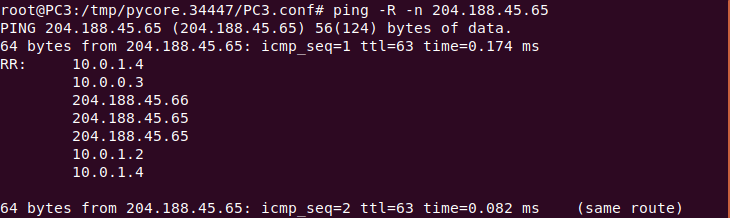 root@PC3:/tmp/pycore.34447/PC3.conf# ping -R -n 204.188.45.65
PING 204.188.45.65 (204.188.45.65) 56(124) bytes of data.
64 bytes from 204.188.45.65: icmp_seq=1 ttl=63 time=0.174 ms
RR:     10.0.1.4
        10.0.0.3
        204.188.45.66
        204.188.45.65
        204.188.45.65
        10.0.1.2
        10.0.1.4
64 bytes from 204.188.45.65: icmp_seq=2 ttl=63 time=0.082 ms    (same route)